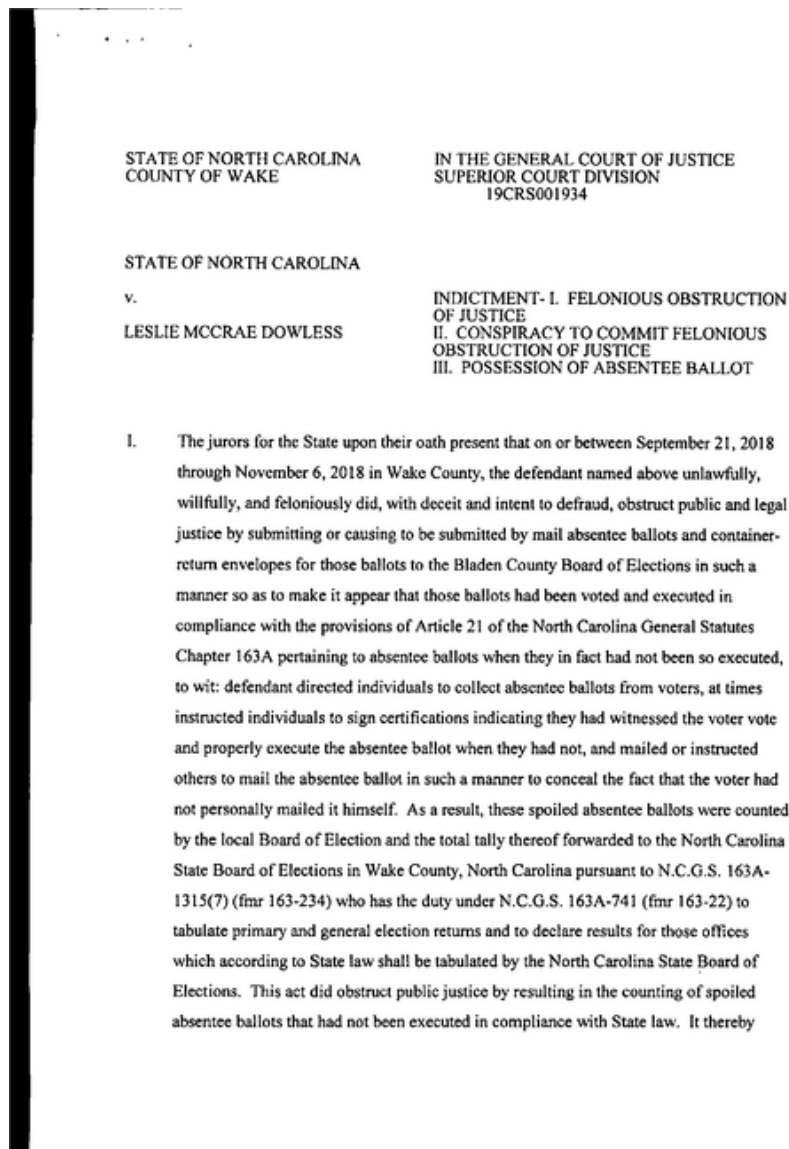 STATE OF NORTH CAROLINA
COUNTY OF WAKE
IN THE GENERAL COURT OF JUSTICE
SUPERIOR COURT DIVISION
19CRS001934
STATE OF NORTH CAROLINA
v.
LESLIE MCCRAE DOWLESS
INDICTMENT- I. FELONIOUS OBSTRUCTION
OF JUSTICE
II. CONSPIRACY TO COMMIT FELONIOUS
OBSTRUCTION OF JUSTICE
III. POSSESSION OF ABSENTEE BALLOT
I. The jurors for the State upon their oath present that on or between September 21, 2018
through November 6, 2018 in Wake County, the defendant named above unlawfully,
willfully, and feloniously did, with deceit and intent to defraud, obstruct public and legal
justice by submitting or causing to be submitted by mail absentee ballots and container-
return envelopes for those ballots to the Bladen County Board of Elections in such a
manner so as to make it appear that those ballots had been voted and executed in
compliance with the provisions of Article 21 of the North Carolina General Statutes
Chapter 163A pertaining to absentee ballots when they in fact had not been so executed,
to wit: defendant directed individuals to collect absentee ballots from voters, at times
instructed individuals to sign certifications indicating they had witnessed the voter vote
and properly execute the absentee ballot when they had not, and mailed or instructed
others to mail the absentee ballot in such a manner to conceal the fact that the voter had
not personally mailed it himself. As a result, these spoiled absentee ballots were counted
by the local Board of Election and the total tally thereof forwarded to the North Carolina
State Board of Elections in Wake County, North Carolina pursuant to N.C.G.S. 163A-
1315(7) (fmr 163-234) who has the duty under N.C.G.S. 163A-741 (fmr 163-22) to
tabulate primary and general election returns and to declare results for those offices
which according to State law shall be tabulated by the North Carolina State Board of
Elections. This act did obstruct public justice by resulting in the counting of spoiled
absentee ballots that had not been executed in compliance with State law. It thereby